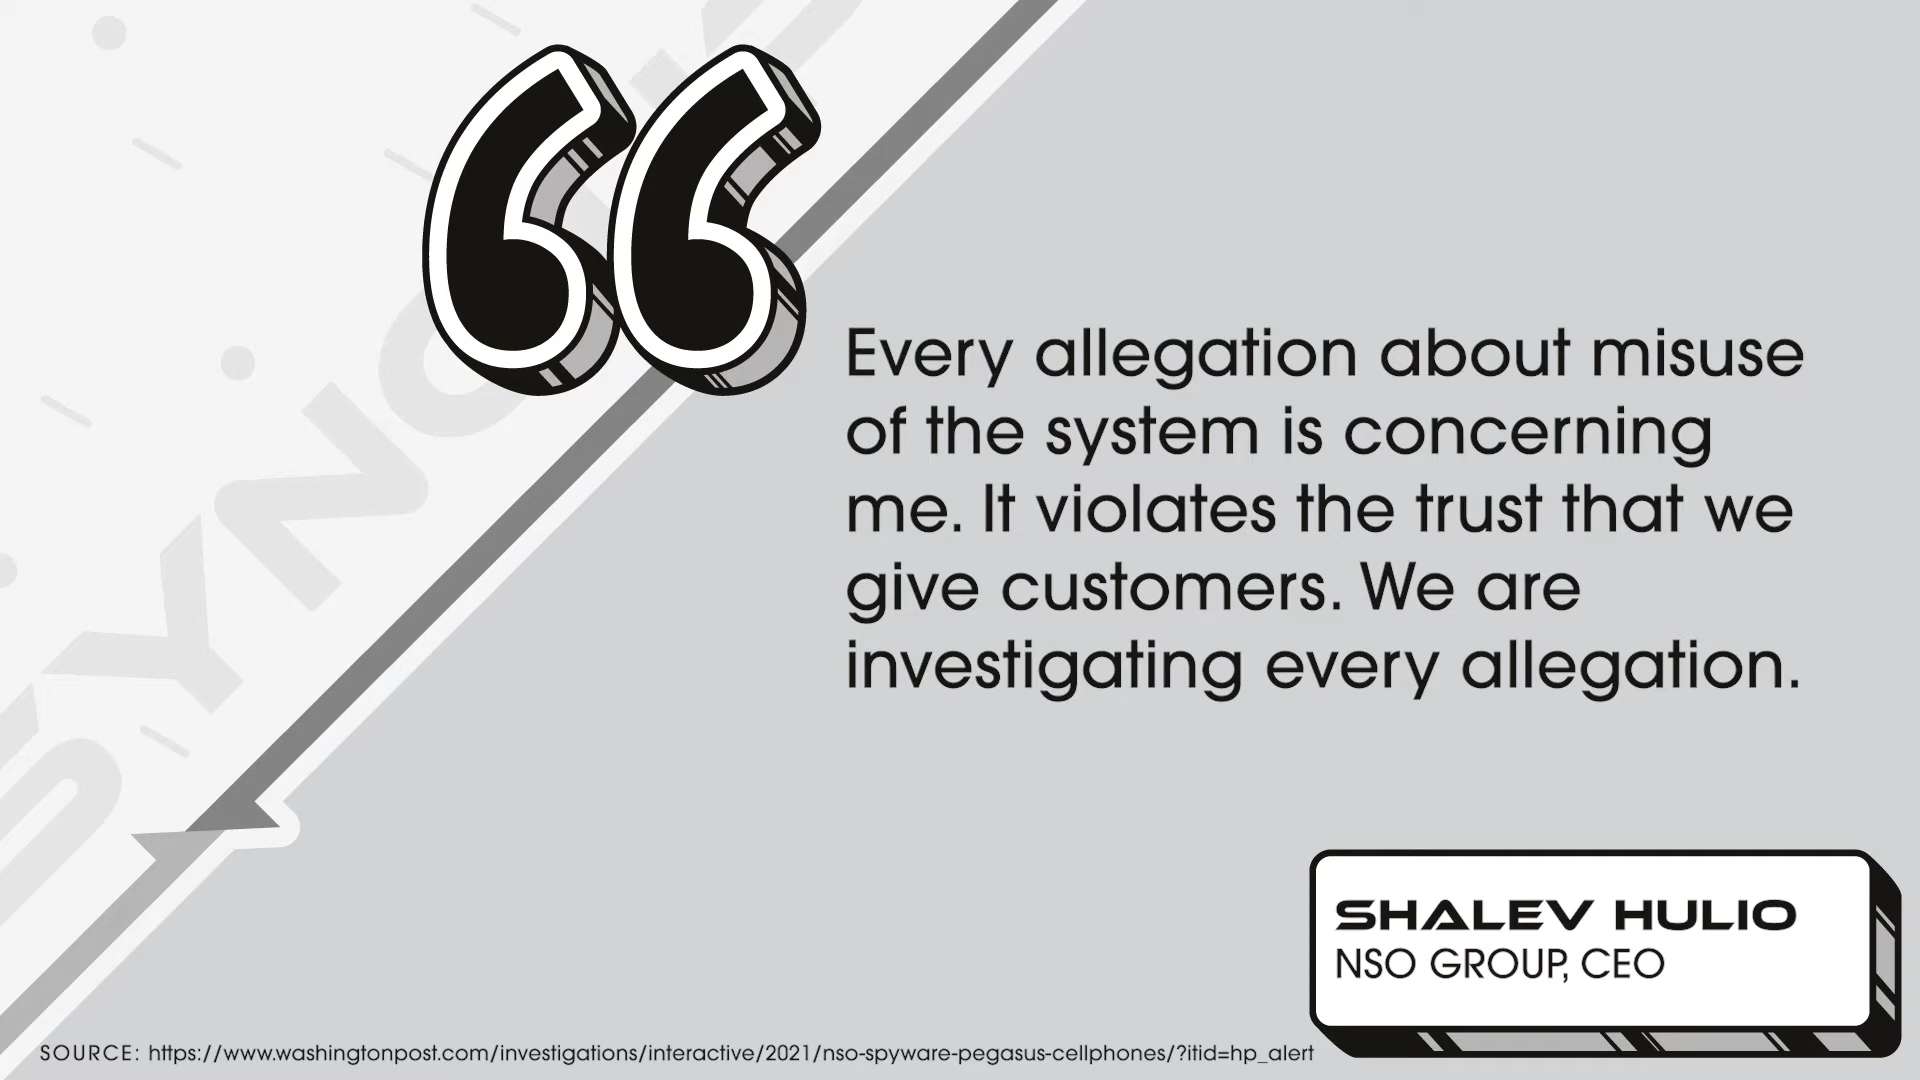 Every allegation about misuse
of the system is concerning
me. It violates the trust that we
give customers. We are
investigating every allegation.
SHALEV HULIO
NSO GROUP, CEO
SOURCE: https://www.washingtonpost.com/investigations/interactive/2021/nso-spyware-pegasus-cellphones/?itid=hp_alert